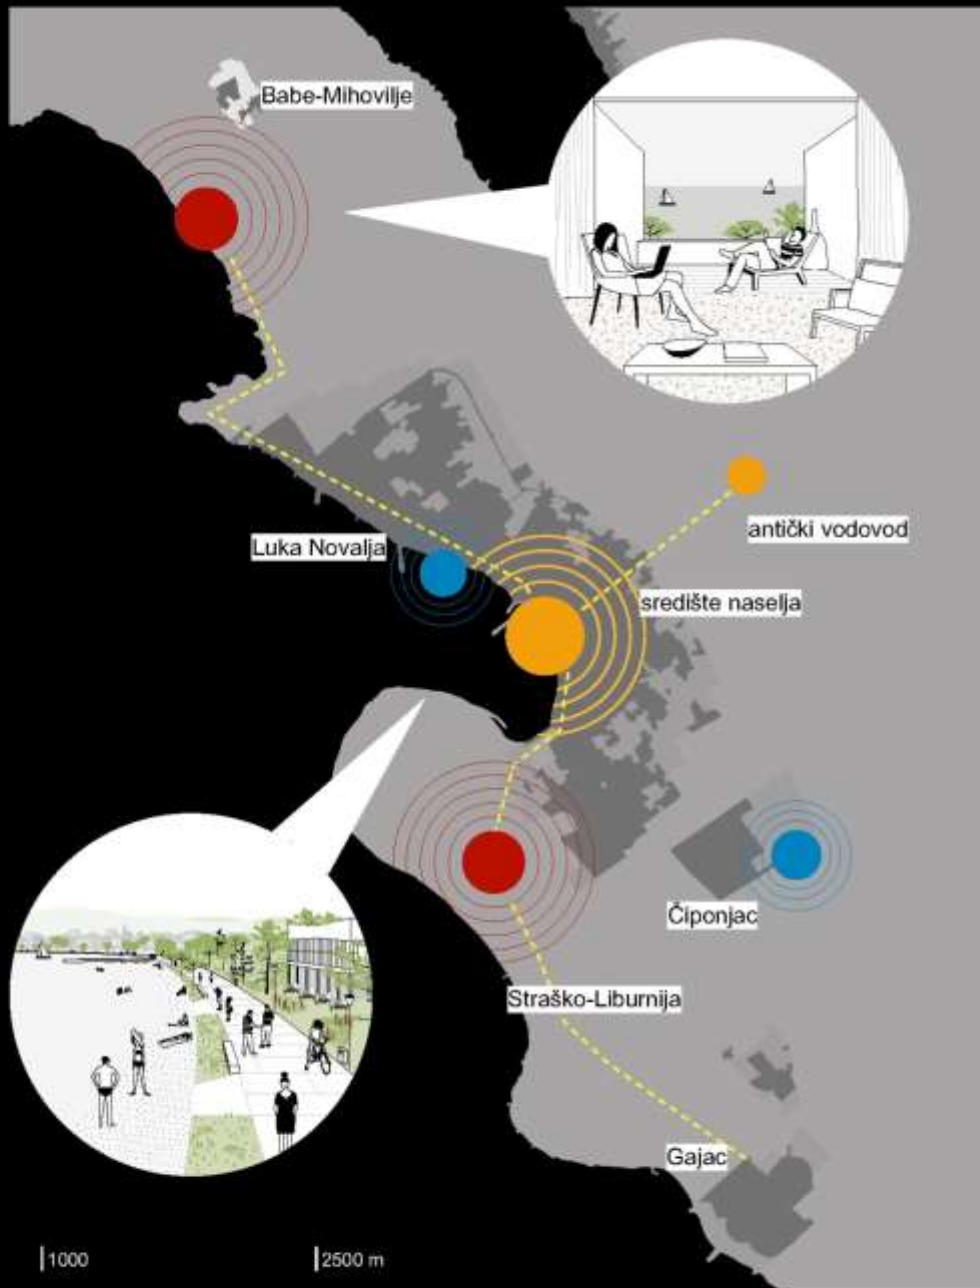 Babe-Mihovilje
antički vodovod
Luka Novalja
središte naselja
Čiponjac
Straško-Liburnija
Gajac
1000
2500 m